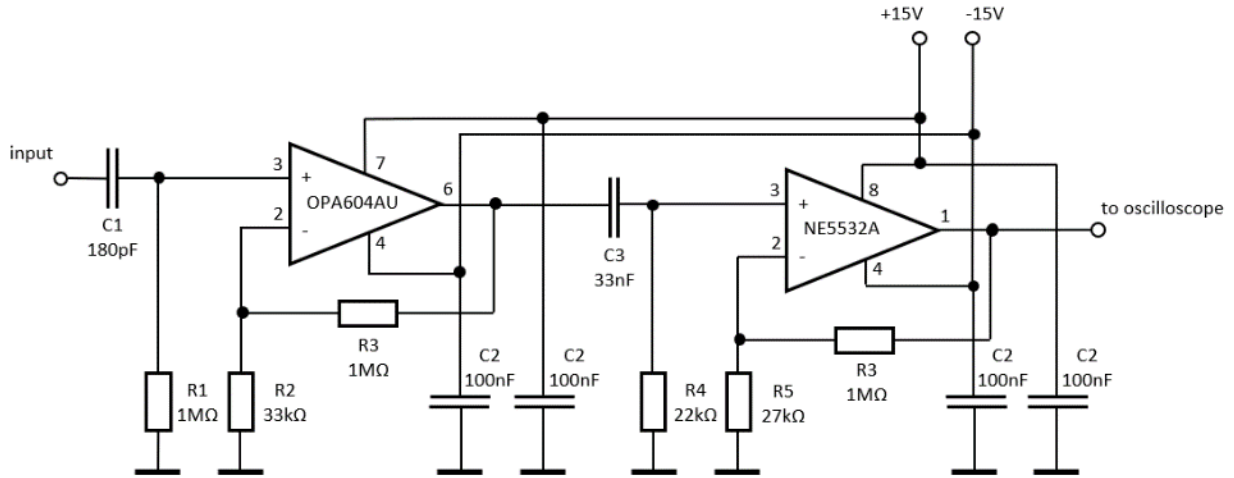 +15V
-15V
input
C1
180pF
3
+
2
-
OPA604AU
7
6
4
C3
33nF
3
+
2
-
NE5532A
8
1
4
to oscilloscope
R3
1MΩ
R3
1MΩ
R1
1MΩ
R2
33kΩ
C2
100nF
C2
100nF
R4
22kΩ
R5
27kΩ
C2
100nF
C2
100nF